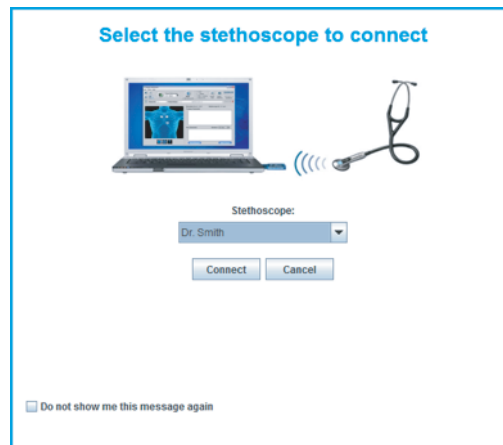 Select the stethoscope to connect
Stethoscope:
Dr. Smith
Connect Cancel
Do not show me this message again